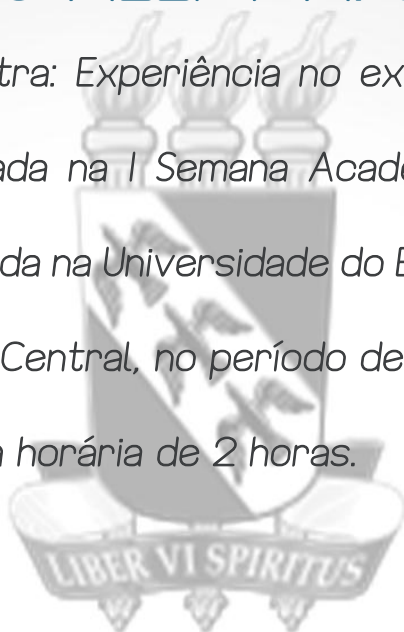 tra: Experiência no ex
ada na I Semana Acad
da na Universidade do
Central, no período de
horária de 2 horas.
LIBER VI SPIRITUS